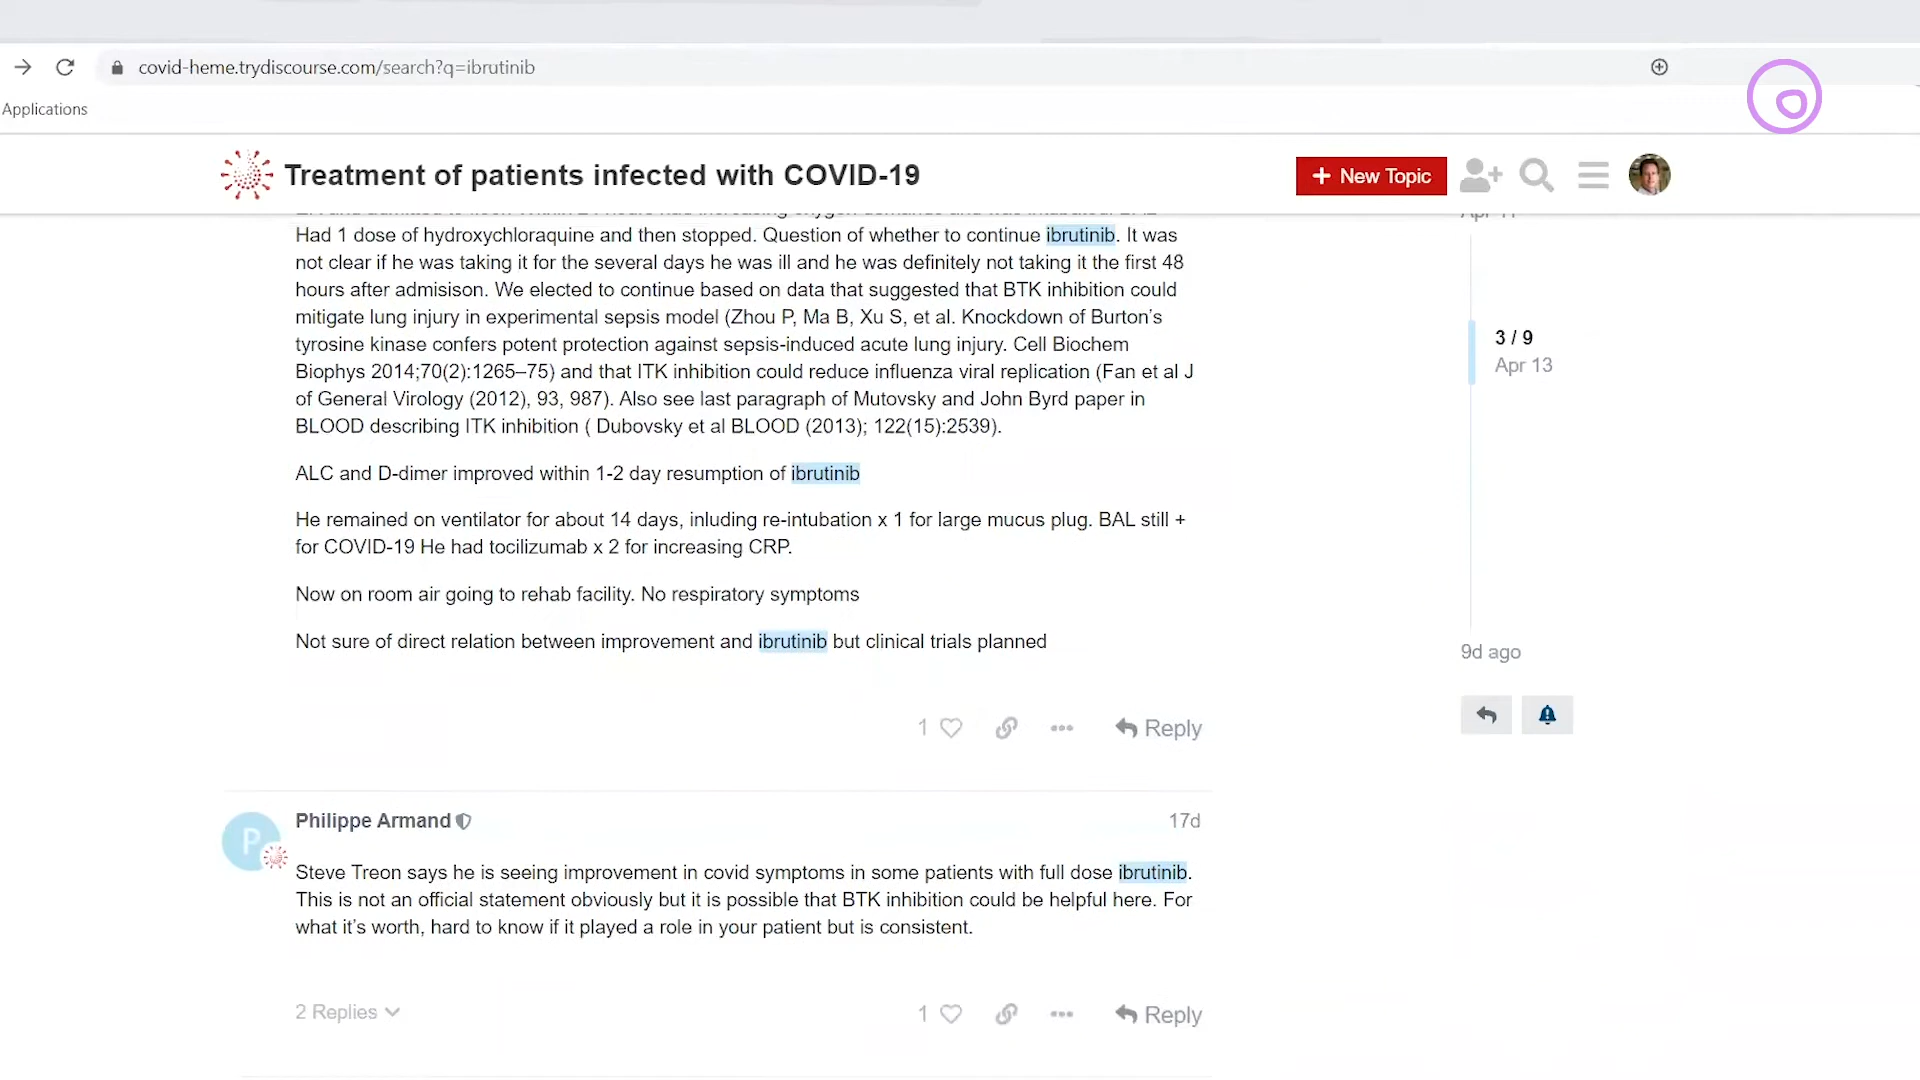 covid-heme.trydiscourse.com/search?q=ibrutinib
Applications
Treatment of patients infected with COVID-19
+ New Topic
Had 1 dose of hydroxychloraquine and then stopped. Question of whether to continue ibrutinib. It was
not clear if he was taking it for the several days he was ill and he was definitely not taking it the first 48
hours after admisison. We elected to continue based on data that suggested that BTK inhibition could
mitigate lung injury in experimental sepsis model (Zhou P, Ma B, Xu S, et al. Knockdown of Burton’s
tyrosine kinase confers potent protection against sepsis-induced acute lung injury. Cell Biochem
Biophys 2014;70(2):1265–75) and that ITK inhibition could reduce influenza viral replication (Fan et al J
of General Virology (2012), 93, 987). Also see last paragraph of Mutovsky and John Byrd paper in
BLOOD describing ITK inhibition ( Dubovsky et al BLOOD (2013); 122(15):2539).
ALC and D-dimer improved within 1-2 day resumption of ibrutinib
He remained on ventilator for about 14 days, inluding re-intubation x 1 for large mucus plug. BAL still +
for COVID-19 He had tocilizumab x 2 for increasing CRP.
Now on room air going to rehab facility. No respiratory symptoms
Not sure of direct relation between improvement and ibrutinib but clinical trials planned
1
Reply
3 / 9
Apr 13
9d ago
Philippe Armand
17d
P
Steve Treon says he is seeing improvement in covid symptoms in some patients with full dose ibrutinib.
This is not an official statement obviously but it is possible that BTK inhibition could be helpful here. For
what it’s worth, hard to know if it played a role in your patient but is consistent.
2 Replies
1
Reply